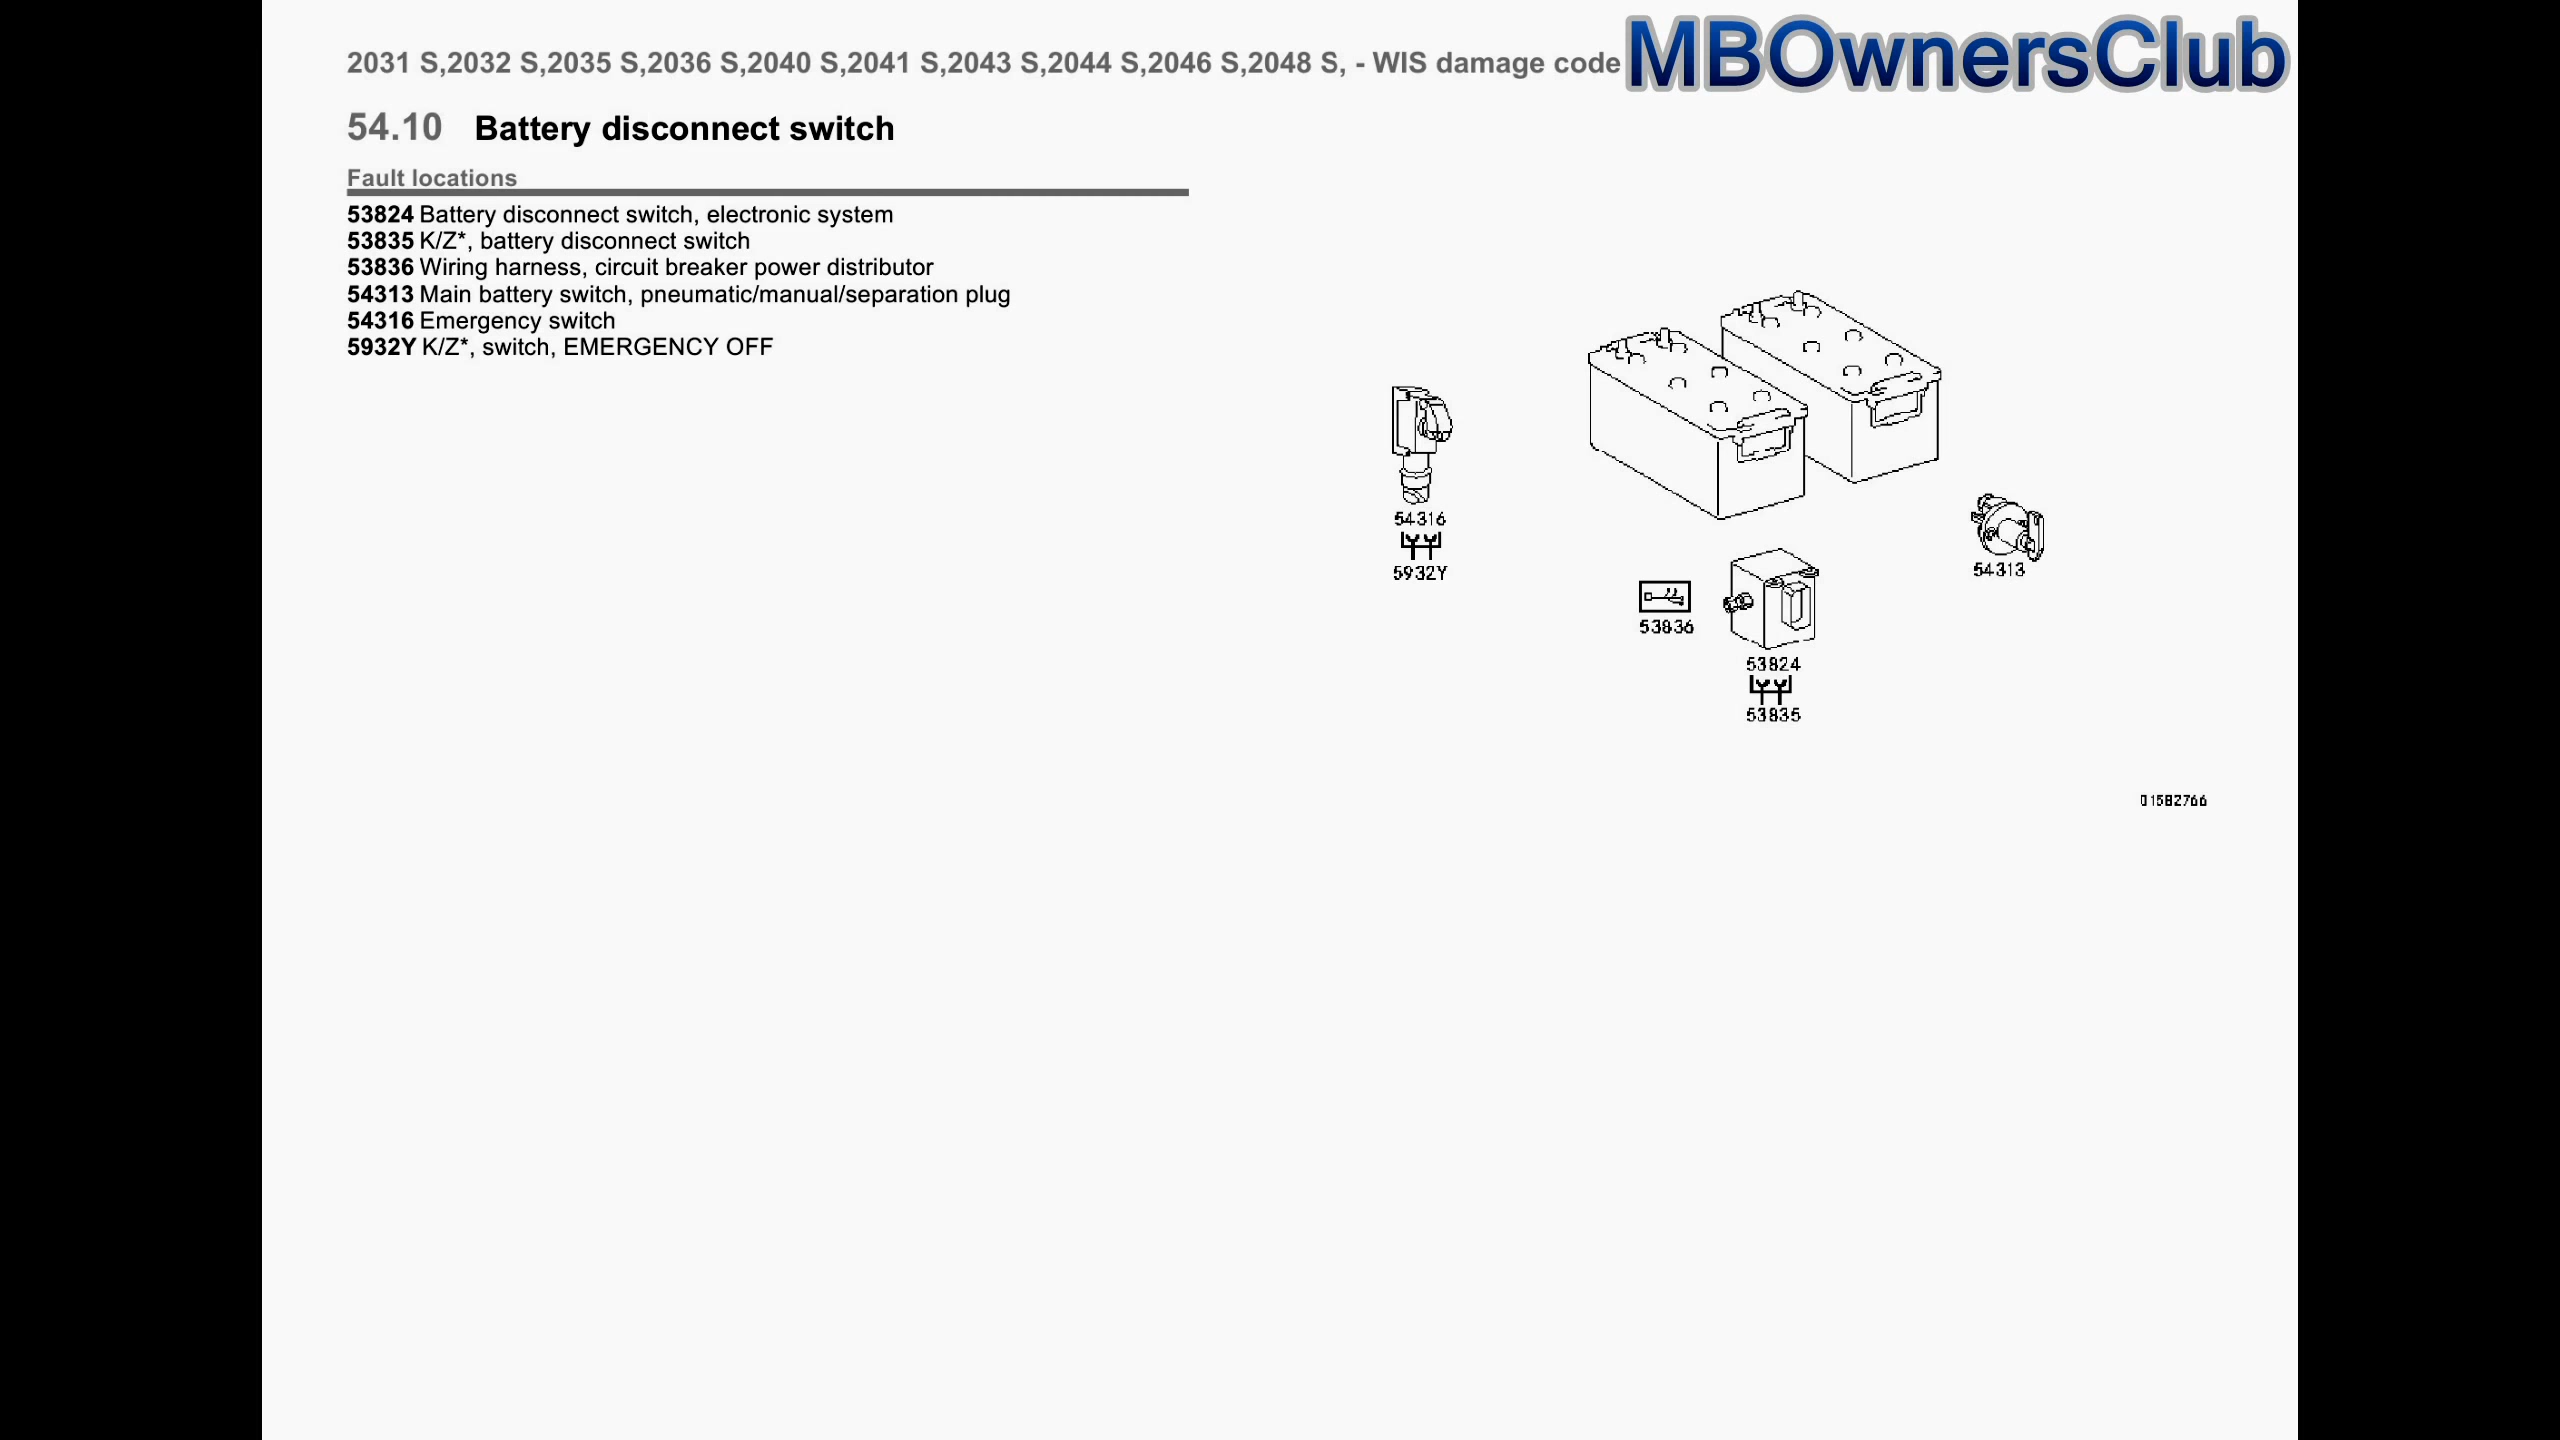 2031 S,2032 S,2035 S,2036 S,2040 S,2041 S,2043 S,2044 S,2046 S,2048 S, - WIS damage code
MBOwnersClub
54.10 Battery disconnect switch
Fault locations
53824 Battery disconnect switch, electronic system
53835 K/Z*, battery disconnect switch
53836 Wiring harness, circuit breaker power distributor
54313 Main battery switch, pneumatic/manual/separation plug
54316 Emergency switch
5932Y K/Z*, switch, EMERGENCY OFF
54316
5932Y
54313
53836
53824
53835
01582766